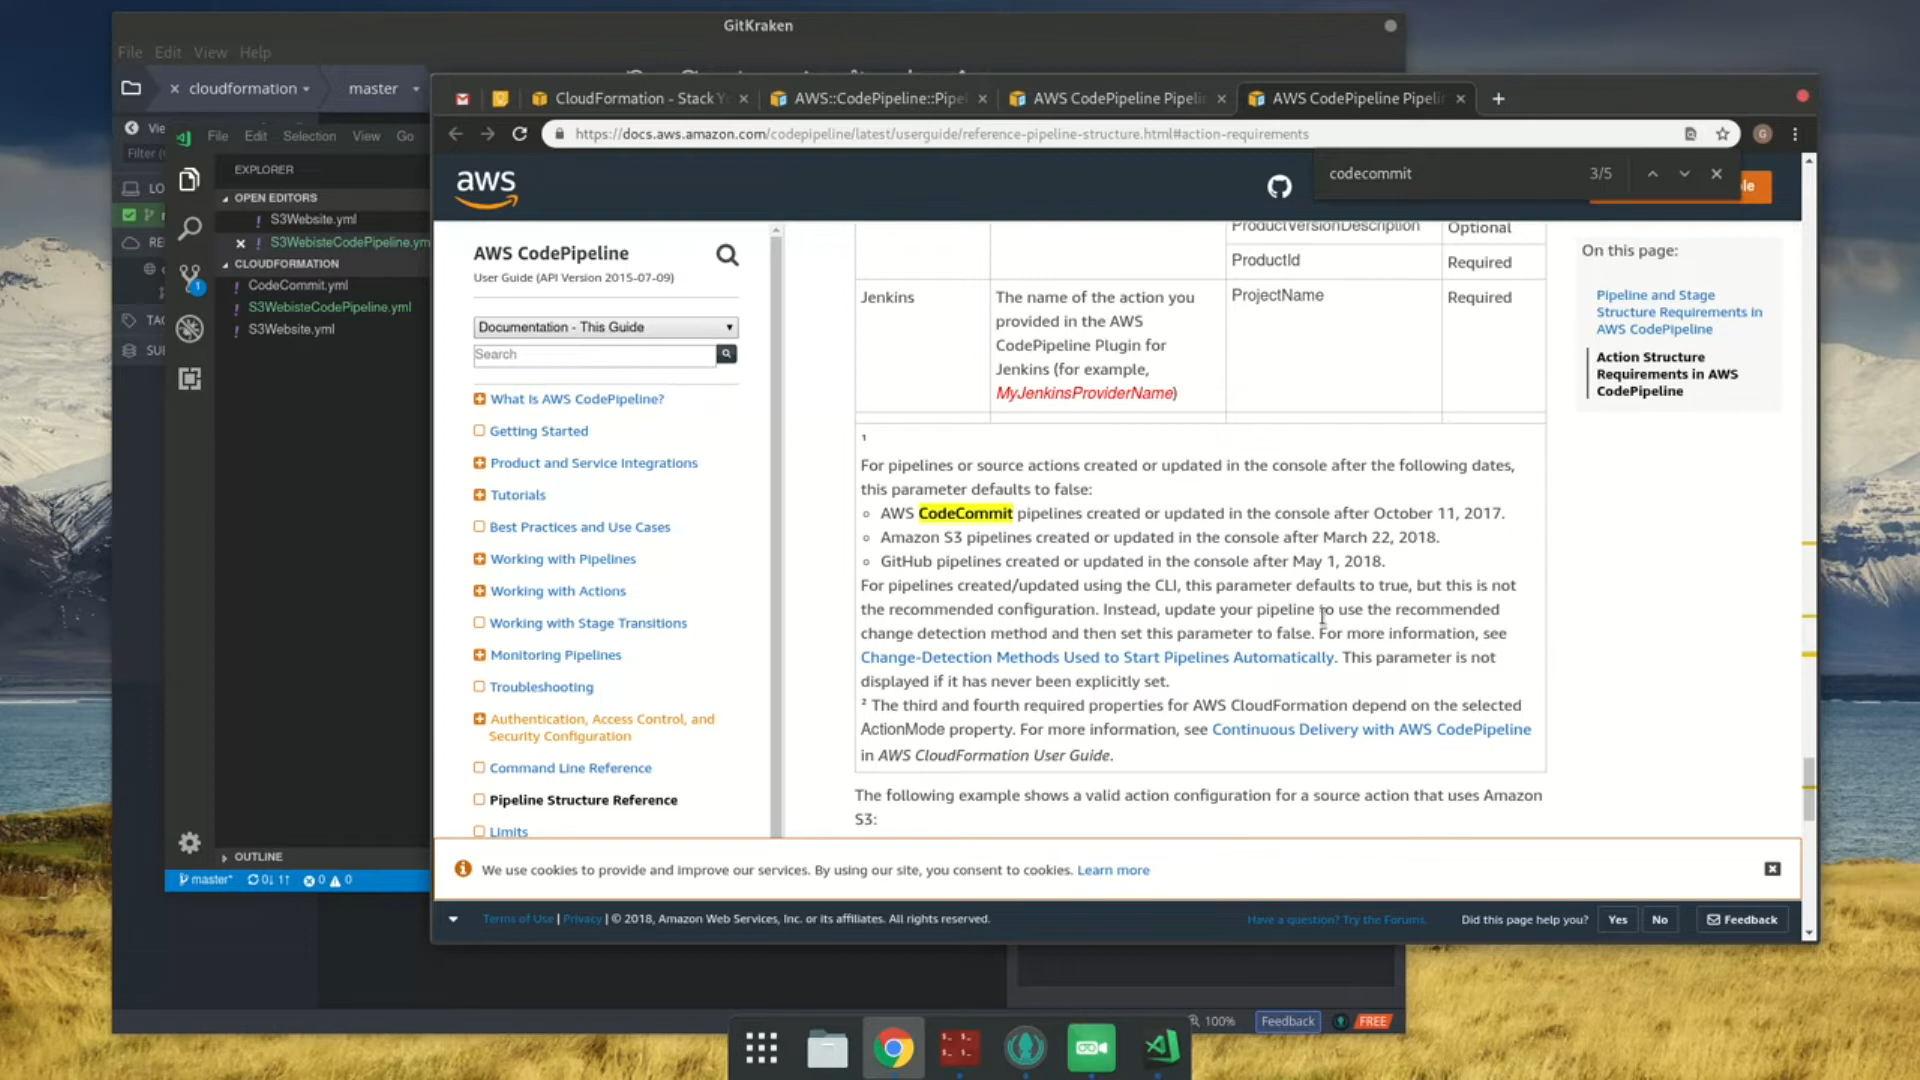 GitKraken
File Edit View Help
cloudformation master
Vie
Filter (
LO
RE
TAG
SUI
File Edit Selection View Go
EXPLORER
OPEN EDITORS
S3Website.yml
S3WebisteCodePipeline.ym
CLOUDFORMATION
CodeCommit.yml
S3WebisteCodePipeline.yml
S3Website.yml
1
OUTLINE
master* 0↓ 1↑ 0 0
CloudFormation - Stack Y
AWS::CodePipeline::Pipel
AWS CodePipeline Pipeli
AWS CodePipeline Pipeli
https://docs.aws.amazon.com/codepipeline/latest/userguide/reference-pipeline-structure.html#action-requirements
G
codecommit 3/5
aws
le
AWS CodePipeline
User Guide (API Version 2015-07-09)
Documentation - This Guide
Search
What Is AWS CodePipeline?
Getting Started
Product and Service Integrations
Tutorials
Best Practices and Use Cases
Working with Pipelines
Working with Actions
Working with Stage Transitions
Monitoring Pipelines
Troubleshooting
Authentication, Access Control, and
Security Configuration
Command Line Reference
Pipeline Structure Reference
Limits
ProductVersionDescription Optional
ProductId Required
Jenkins
The name of the action you
provided in the AWS
CodePipeline Plugin for
Jenkins (for example,
MyJenkinsProviderName)
ProjectName Required
1
For pipelines or source actions created or updated in the console after the following dates,
this parameter defaults to false:
AWS CodeCommit pipelines created or updated in the console after October 11, 2017.
Amazon S3 pipelines created or updated in the console after March 22, 2018.
GitHub pipelines created or updated in the console after May 1, 2018.
For pipelines created/updated using the CLI, this parameter defaults to true, but this is not
the recommended configuration. Instead, update your pipeline to use the recommended
change detection method and then set this parameter to false. For more information, see
Change-Detection Methods Used to Start Pipelines Automatically. This parameter is not
displayed if it has never been explicitly set.
² The third and fourth required properties for AWS CloudFormation depend on the selected
ActionMode property. For more information, see Continuous Delivery with AWS CodePipeline
in AWS CloudFormation User Guide.
The following example shows a valid action configuration for a source action that uses Amazon
S3:
On this page:
Pipeline and Stage
Structure Requirements in
AWS CodePipeline
Action Structure
Requirements in AWS
CodePipeline
We use cookies to provide and improve our services. By using our site, you consent to cookies. Learn more
Terms of Use | Privacy | © 2018, Amazon Web Services, Inc. or its affiliates. All rights reserved.
Have a question? Try the Forums.
Did this page help you? Yes No Feedback
100% Feedback FREE